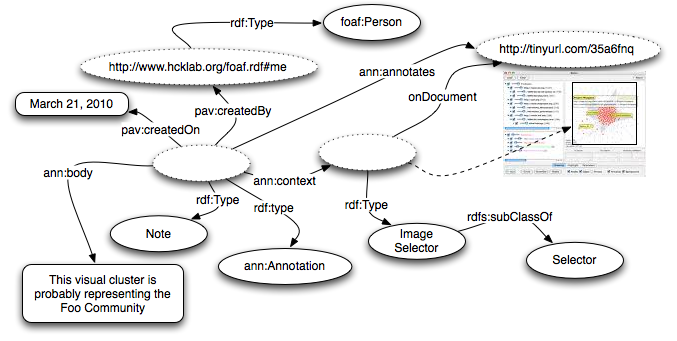 rdf:Type
foaf:Person
http://www.hcklab.org/foaf.rdf#me
http://tinyurl.com/35a6fnq
ann:annotates
onDocument
March 21, 2010
pav:createdBy
pav:createdOn
ann:body
ann:context
rdf:Type
rdf:type
rdf:Type
rdfs:subClassOf
Note
Image
Selector
ann:Annotation
Selector
This visual cluster is
probably representing the
Foo Community